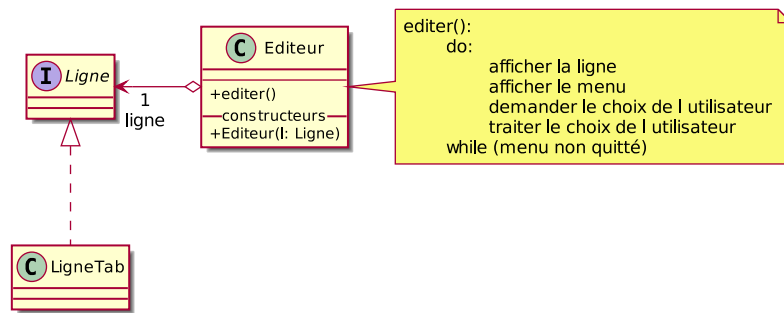 I Ligne
1
ligne
C Editeur
+editer()
constructeurs
+Editeur(l: Ligne)
editer():
do:
afficher la ligne
afficher le menu
demander le choix de l utilisateur
traiter le choix de l utilisateur
while (menu non quitté)
C LigneTab